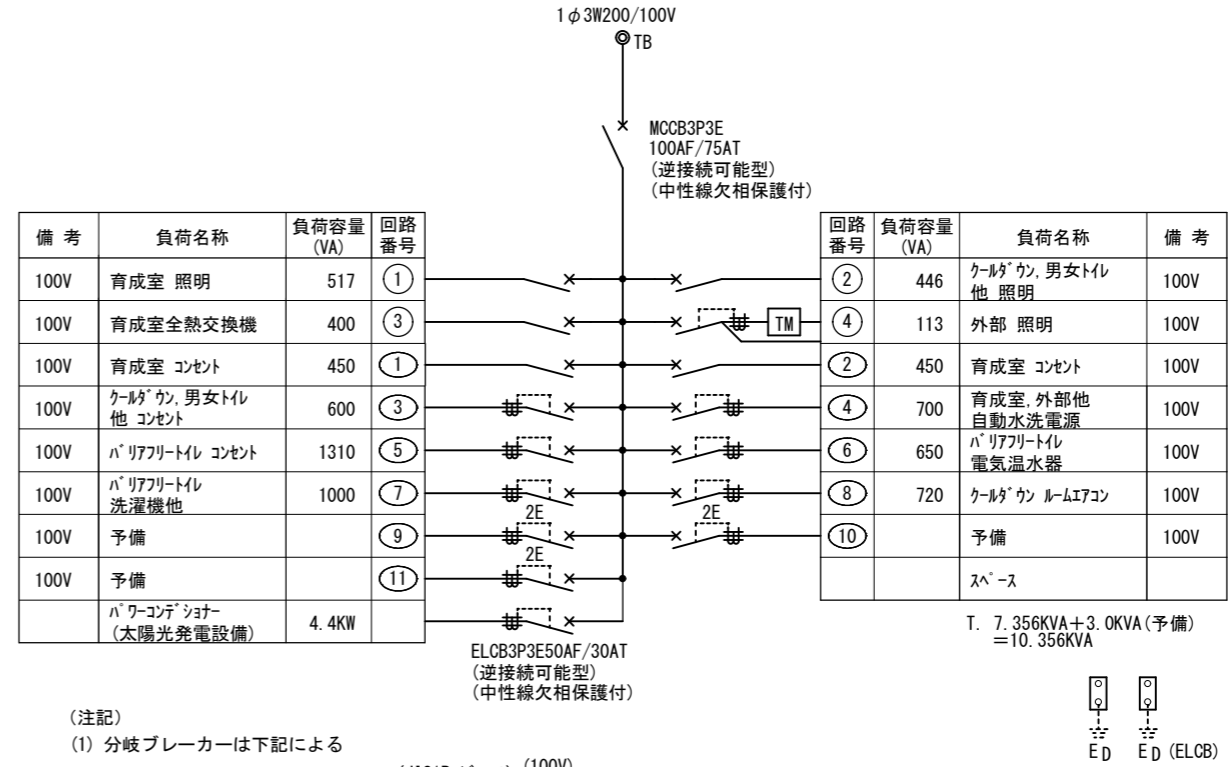 1φ3W200/100V
TB
MCCB3P3E
100AF/75AT
(逆接続可能型)
(中性線欠相保護付)
備 考 負荷名称 負荷容量(VA) 回路番号
100V 育成室 照明 517 1
100V 育成室全熱交換機 400 3
100V 育成室 コンセント 450 1
100V クールダウン,男女トイレ他 コンセント 600 3
100V バリアフリートイレ コンセント 1310 5
100V バリアフリートイレ洗濯機他 1000 7
100V 予備 9
100V 予備 11
パワーコンデショナー(太陽光発電設備) 4.4KW
2E
2E
2E
TM
回路番号 負荷容量(VA) 負荷名称 備 考
2 446 クールダウン,男女トイレ他 照明 100V
4 113 外部 照明 100V
2 450 育成室 コンセント 100V
4 700 育成室,外部他自動水洗電源 100V
6 650 バリアフリートイレ電気温水器 100V
8 720 クールダウン ルームエアコン 100V
10 予備 100V
スペース
ELCB3P3E50AF/30AT
(逆接続可能型)
(中性線欠相保護付)
T. 7.356KVA+3.0KVA(予備)
=10.356KVA
ED ED(ELCB)
(注記)
(1) 分岐ブレーカーは下記による
(100V)